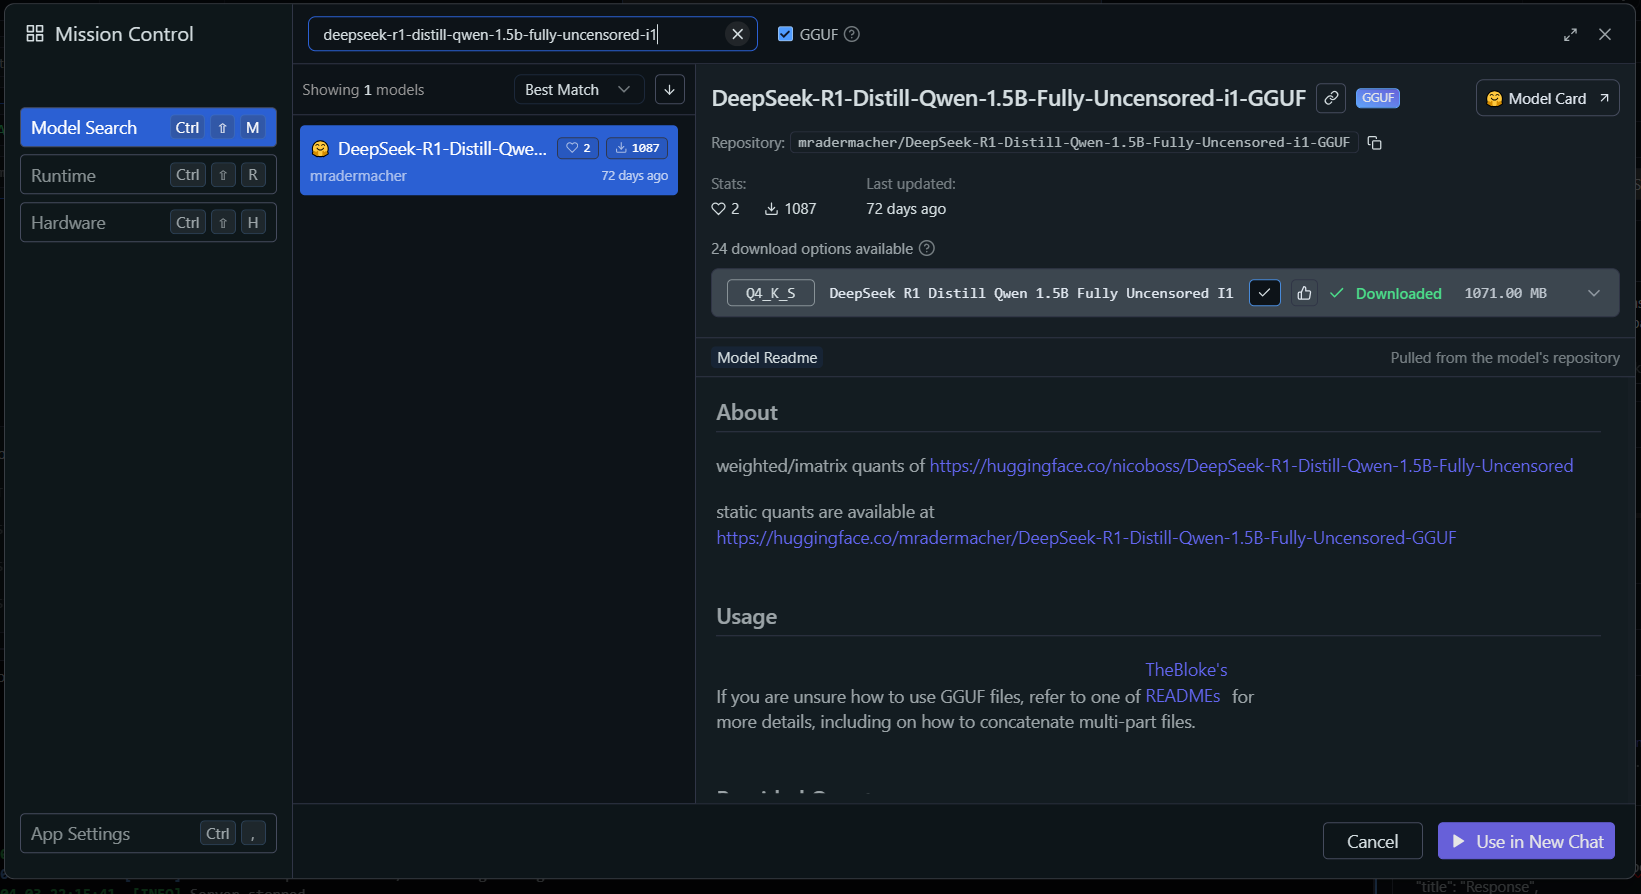 Mission Control
Model Search Ctrl ⇧ M
Runtime Ctrl ⇧ R
Hardware Ctrl ⇧ H
App Settings Ctrl ,
deepseek-r1-distill-qwen-1.5b-fully-uncensored-i1
GGUF
Showing 1 models
Best Match
DeepSeek-R1-Distill-Qwe... 2 1087
mradermacher 72 days ago
DeepSeek-R1-Distill-Qwen-1.5B-Fully-Uncensored-i1-GGUF GGUF
Model Card
Repository: mradermacher/DeepSeek-R1-Distill-Qwen-1.5B-Fully-Uncensored-i1-GGUF
Stats: Last updated:
2 1087 72 days ago
24 download options available
Q4_K_S DeepSeek R1 Distill Qwen 1.5B Fully Uncensored I1 Downloaded 1071.00 MB
Model Readme Pulled from the model's repository
About
weighted/imatrix quants of https://huggingface.co/nicoboss/DeepSeek-R1-Distill-Qwen-1.5B-Fully-Uncensored
static quants are available at
https://huggingface.co/mradermacher/DeepSeek-R1-Distill-Qwen-1.5B-Fully-Uncensored-GGUF
Usage
If you are unsure how to use GGUF files, refer to one of TheBloke's READMEs for
more details, including on how to concatenate multi-part files.
Cancel
Use in New Chat
[INFO] Server stopped
"title": "Response",